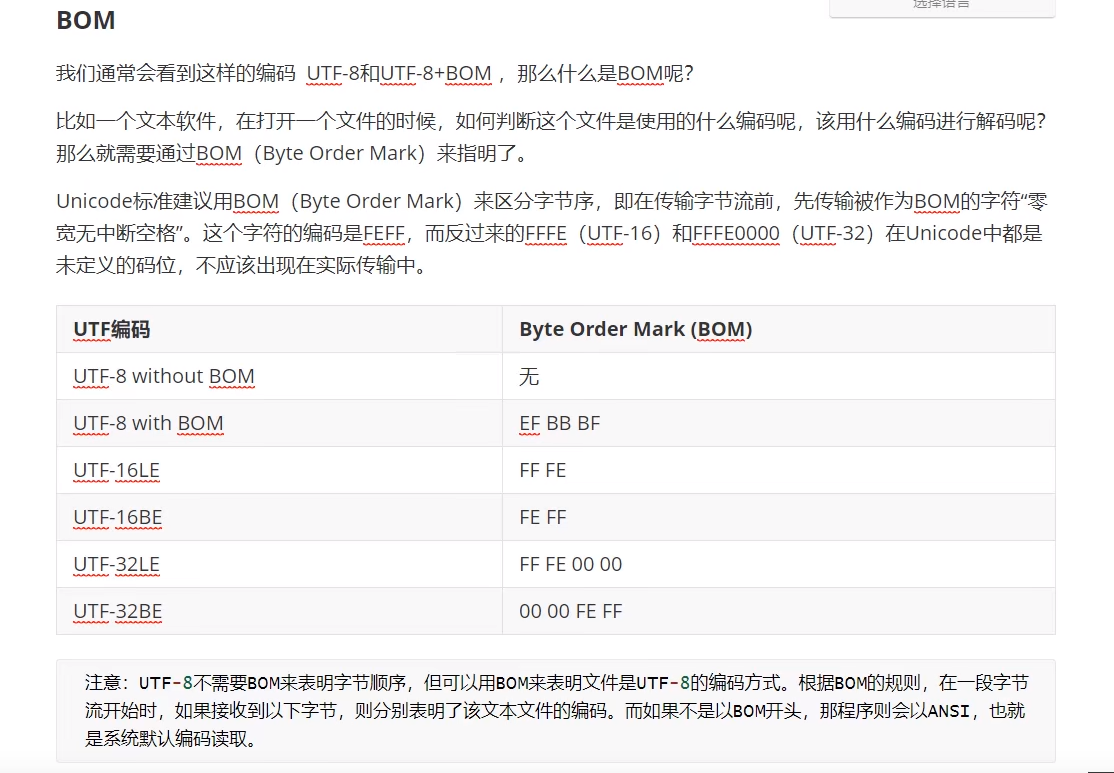 选择语言
BOM
我们通常会看到这样的编码 UTF-8和UTF-8+BOM ，那么什么是BOM呢？
比如一个文本软件，在打开一个文件的时候，如何判断这个文件是使用的什么编码呢，该用什么编码进行解码呢？
那么就需要通过BOM（Byte Order Mark）来指明了。
Unicode标准建议用BOM（Byte Order Mark）来区分字节序，即在传输字节流前，先传输被作为BOM的字符“零
宽无中断空格”。这个字符的编码是FEFF，而反过来的FFFE（UTF-16）和FFFE0000（UTF-32）在Unicode中都是
未定义的码位，不应该出现在实际传输中。
UTF编码 Byte Order Mark (BOM)
UTF-8 without BOM 无
UTF-8 with BOM EF BB BF
UTF-16LE FF FE
UTF-16BE FE FF
UTF-32LE FF FE 00 00
UTF-32BE 00 00 FE FF
注意：UTF-8不需要BOM来表明字节顺序，但可以用BOM来表明文件是UTF-8的编码方式。根据BOM的规则，在一段字节
流开始时，如果接收到以下字节，则分别表明了该文本文件的编码。而如果不是以BOM开头，那程序则会以ANSI，也就
是系统默认编码读取。